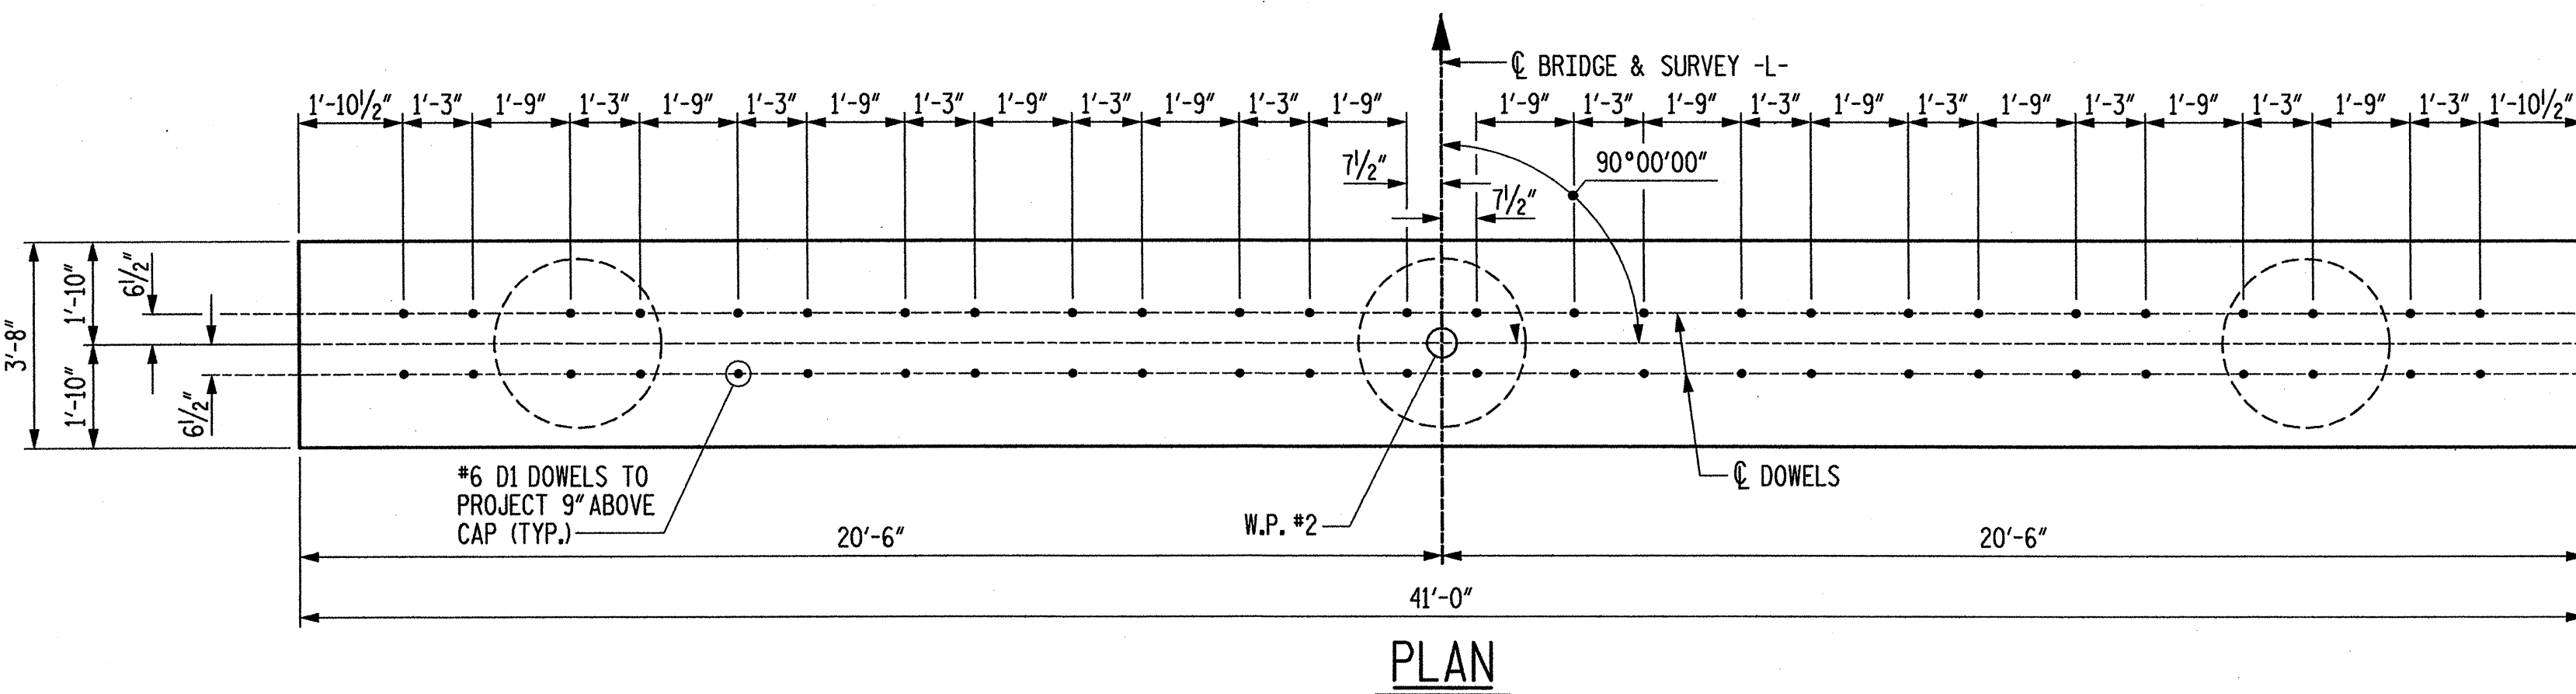 ℄ BRIDGE & SURVEY -L-
1'-10½" 1'-3" 1'-9" 1'-3" 1'-9" 1'-3" 1'-9" 1'-3" 1'-9" 1'-3" 1'-9" 1'-3" 1'-9" 1'-9" 1'-3" 1'-9" 1'-3" 1'-9" 1'-3" 1'-9" 1'-3" 1'-9" 1'-3" 1'-9" 1'-3" 1'-10½"
7½"
90°00'00"
7½"
3'-8"
1'-10"
6½"
1'-10"
6½"
#6 D1 DOWELS TO
PROJECT 9" ABOVE
CAP (TYP.)
W.P. #2
℄ DOWELS
20'-6" 20'-6"
41'-0"
PLAN